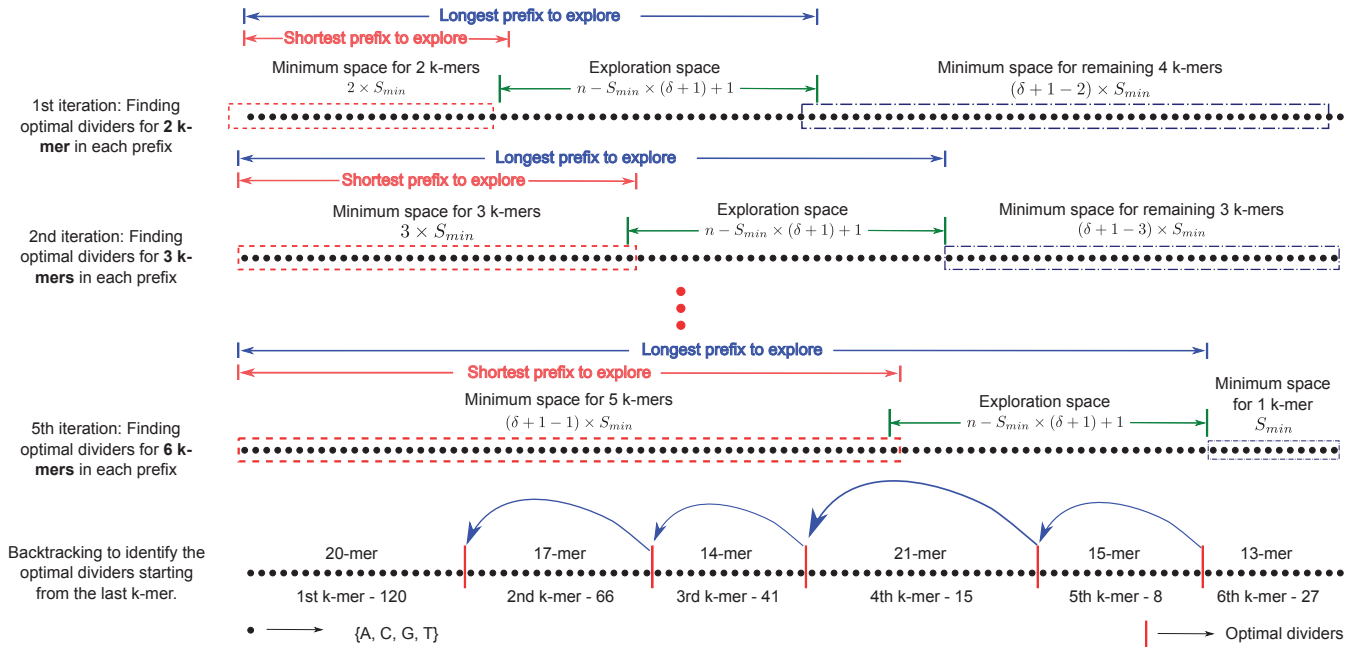 Longest prefix to explore
Shortest prefix to explore
Minimum space for 2 k-mers
Exploration space
Minimum space for remaining 4 k-mers
2 × S_min
n − S_min × (δ + 1) + 1
(δ + 1 − 2) × S_min
1st iteration: Finding
optimal dividers for 2 k-
mer in each prefix
Longest prefix to explore
Shortest prefix to explore
Minimum space for 3 k-mers
Exploration space
Minimum space for remaining 3 k-mers
3 × S_min
n − S_min × (δ + 1) + 1
(δ + 1 − 3) × S_min
2nd iteration: Finding
optimal dividers for 3 k-
mers in each prefix
Longest prefix to explore
Shortest prefix to explore
Minimum space for 5 k-mers
Exploration space
Minimum space
for 1 k-mer
(δ + 1 − 1) × S_min
n − S_min × (δ + 1) + 1
S_min
5th iteration: Finding
optimal dividers for 6 k-
mers in each prefix
Backtracking to identify the
optimal dividers starting
from the last k-mer.
20-mer 17-mer 14-mer 21-mer 15-mer 13-mer
1st k-mer - 120 2nd k-mer - 66 3rd k-mer - 41 4th k-mer - 15 5th k-mer - 8 6th k-mer - 27
{A, C, G, T}
Optimal dividers